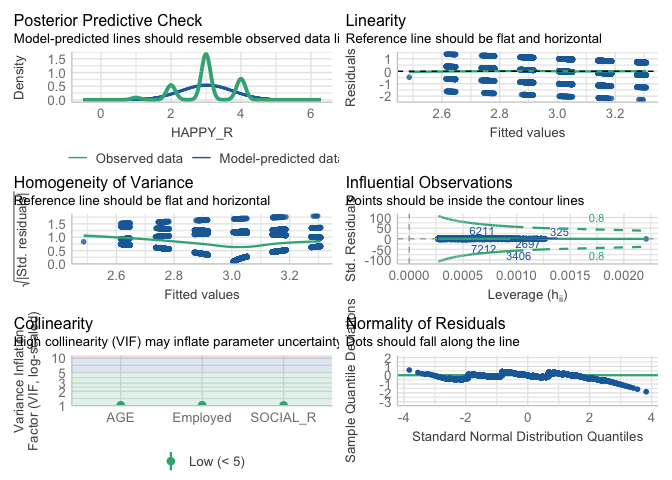 Posterior Predictive Check
Model-predicted lines should resemble observed data li
Density
1.5
1.0
0.5
0.0
0
2
4
6
HAPPY_R
Observed data
Model-predicted data
Linearity
Reference line should be flat and horizontal
Residuals
1
0
-1
-2
2.6
2.8
3.0
3.2
Fitted values
Homogeneity of Variance
Reference line should be flat and horizontal
√|Std. residuals|
1.5
1.0
0.5
0.0
2.6
2.8
3.0
3.2
Fitted values
Influential Observations
Points should be inside the contour lines
Std. Residuals
100
50
0
-50
-100
0.8
6211
325
2697
7212
3406
0.8
0.0000
0.0005
0.0010
0.0015
0.0020
Leverage (hii)
Collinearity
High collinearity (VIF) may inflate parameter uncertainty
Variance Inflation
Factor (VIF, log-scaled)
10
5
3
2
1
AGE
Employed
SOCIAL_R
Low (< 5)
Normality of Residuals
Dots should fall along the line
Sample Quantile Deviations
2
1
0
-1
-2
-3
-4
-2
0
2
4
Standard Normal Distribution Quantiles